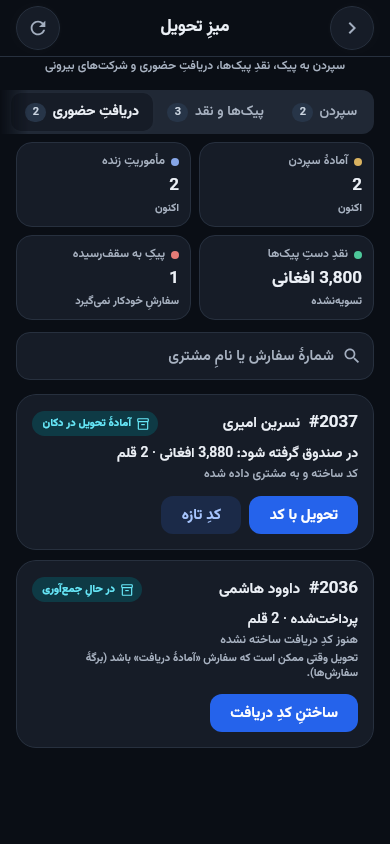 میزِ تحویل
سپردن به پیک، نقدِ پیک‌ها، دریافتِ حضوری و شرکت‌های بیرونی
سپردن 2
پیک‌ها و نقد 3
دریافتِ حضوری 2
آمادهٔ سپردن
2
اکنون
مأموریتِ زنده
2
اکنون
نقدِ دستِ پیک‌ها
3,800 افغانی
تسویه‌نشده
پیکِ به سقف‌رسیده
1
سفارشِ خودکار نمی‌گیرد
شمارهٔ سفارش یا نامِ مشتری
#2037 نسرین امیری
آمادهٔ تحویل در دکان
در صندوق گرفته شود: 3,880 افغانی · 2 قلم
کد ساخته و به مشتری داده شده
تحویل با کد
کدِ تازه
#2036 داوود هاشمی
در حالِ جمع‌آوری
پرداخت‌شده · 2 قلم
هنوز کدِ دریافت ساخته نشده
تحویل وقتی ممکن است که سفارش «آمادهٔ دریافت» باشد (برگهٔ
سفارش‌ها).
ساختنِ کدِ دریافت